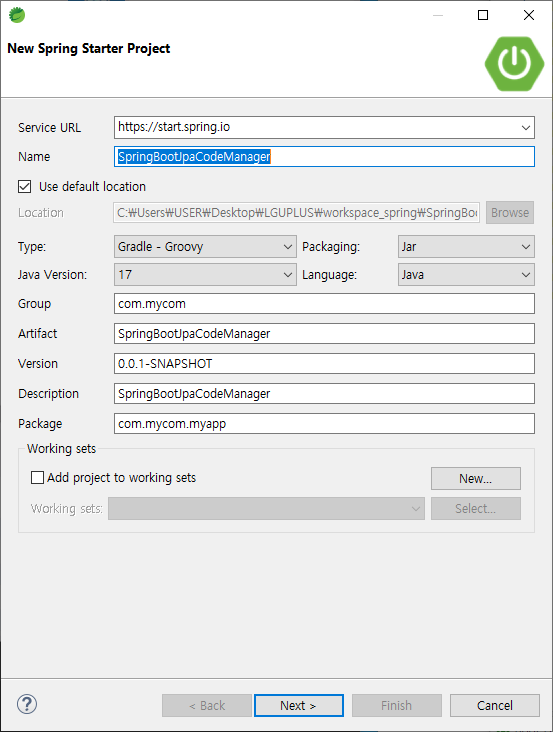 New Spring Starter Project
Service URL https://start.spring.io
Name SpringBootJpaCodeManager
Use default location
Location C:₩Users₩USER₩Desktop₩LGUPLUS₩workspace_spring₩SpringBoo Browse
Type: Gradle - Groovy Packaging: Jar
Java Version: 17 Language: Java
Group com.mycom
Artifact SpringBootJpaCodeManager
Version 0.0.1-SNAPSHOT
Description SpringBootJpaCodeManager
Package com.mycom.myapp
Working sets
Add project to working sets New...
Working sets: Select...
? < Back Next > Finish Cancel